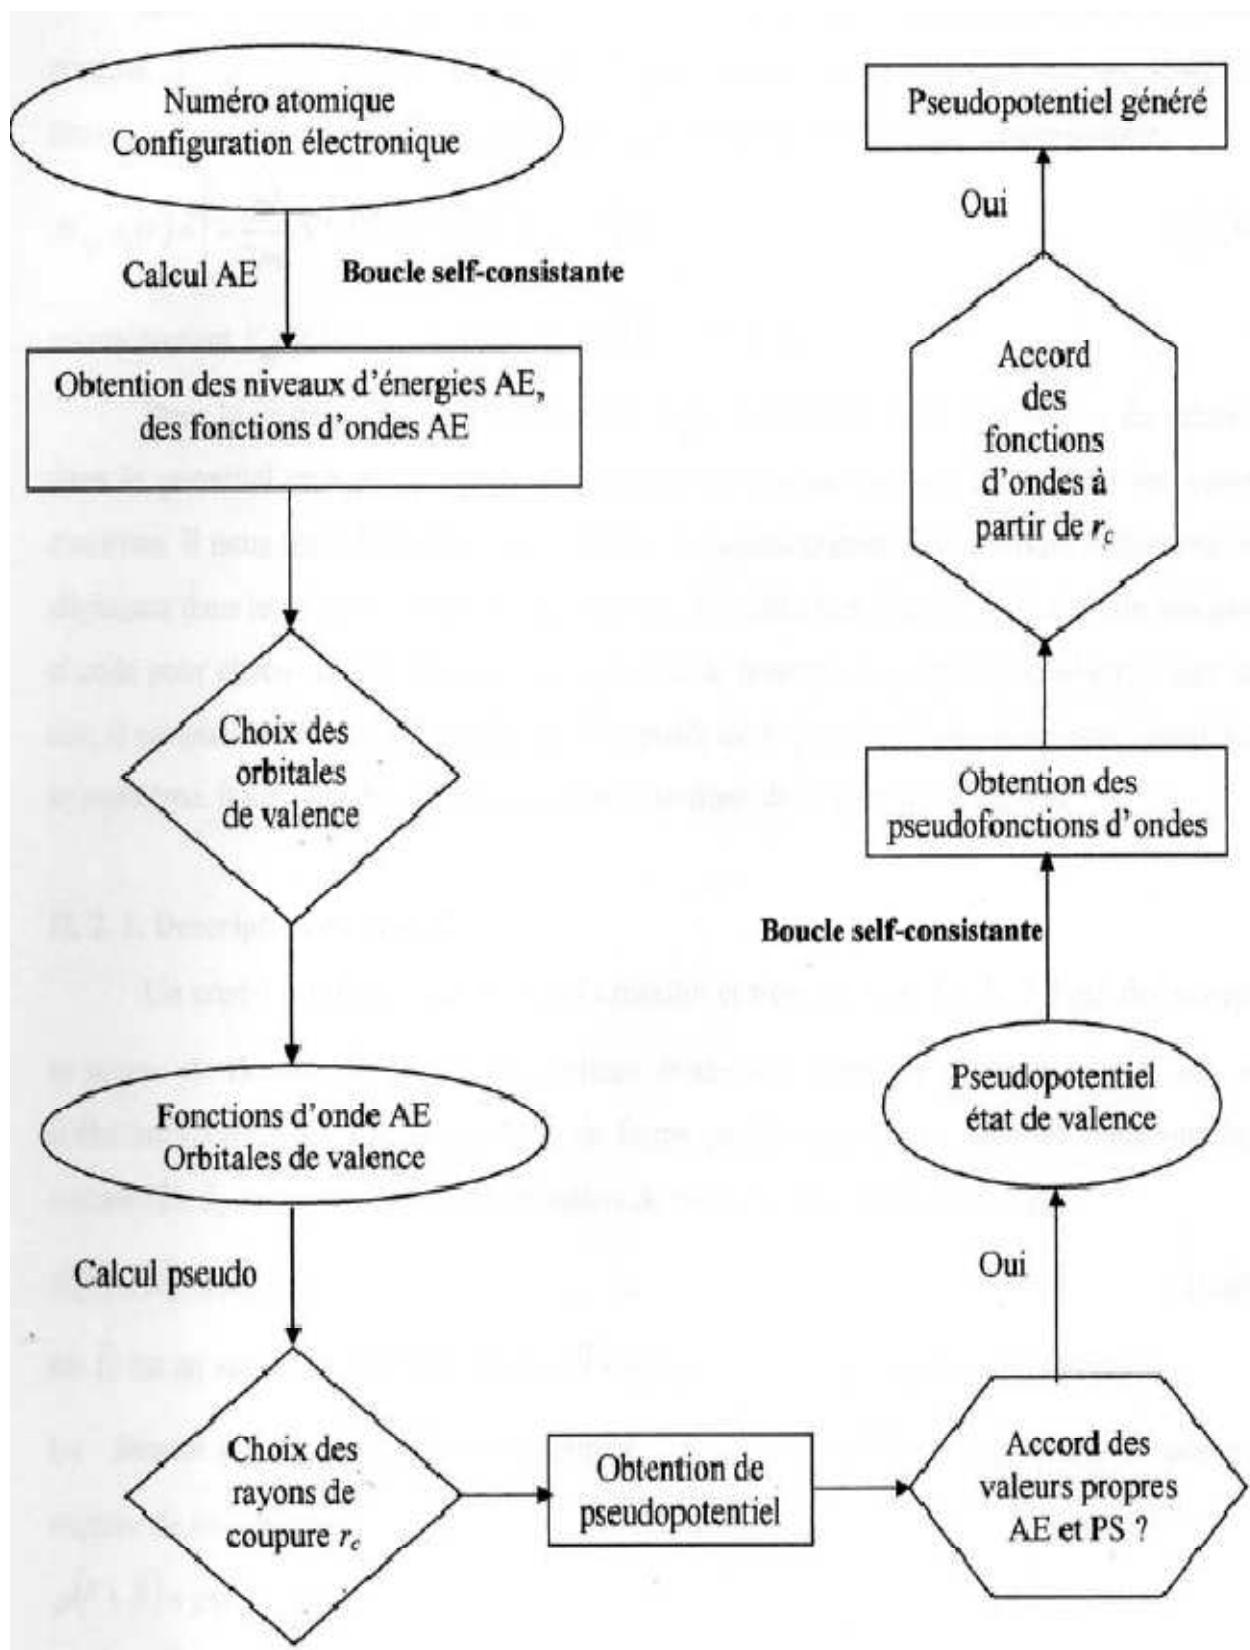 Numéro atomique
Configuration électronique
Calcul AE
Boucle self-consistante
Obtention des niveaux d'énergies AE,
des fonctions d'ondes AE
Choix des
orbitales
de valence
Fonctions d'onde AE
Orbitales de valence
Calcul pseudo
Choix des
rayons de
coupure r_c
Obtention de
pseudopotentiel
Accord des
valeurs propres
AE et PS ?
Oui
Pseudopotentiel
état de valence
Boucle self-consistante
Obtention des
pseudofonctions d'ondes
Accord
des
fonctions
d'ondes à
partir de r_c
Oui
Pseudopotentiel généré